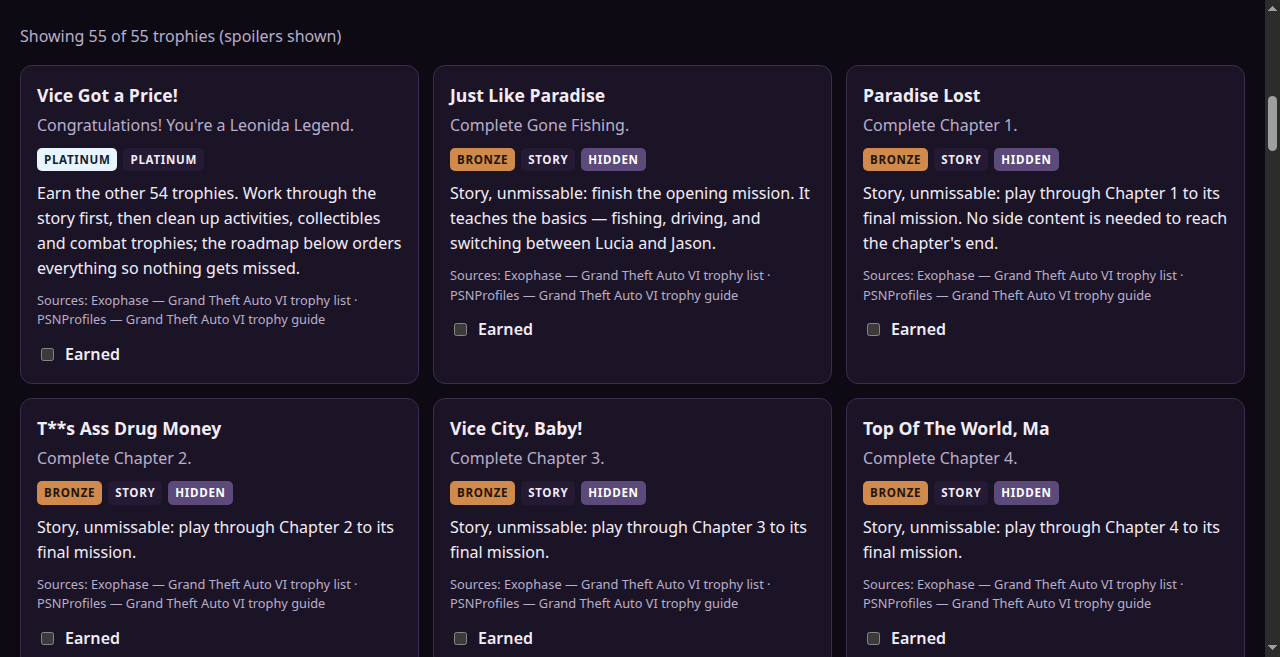 Showing 55 of 55 trophies (spoilers shown)
Vice Got a Price!
Congratulations! You're a Leonida Legend.
PLATINUM PLATINUM
Earn the other 54 trophies. Work through the
story first, then clean up activities, collectibles
and combat trophies; the roadmap below orders
everything so nothing gets missed.
Sources: Exophase — Grand Theft Auto VI trophy list ·
PSNProfiles — Grand Theft Auto VI trophy guide
Earned
Just Like Paradise
Complete Gone Fishing.
BRONZE STORY HIDDEN
Story, unmissable: finish the opening mission. It
teaches the basics — fishing, driving, and
switching between Lucia and Jason.
Sources: Exophase — Grand Theft Auto VI trophy list ·
PSNProfiles — Grand Theft Auto VI trophy guide
Earned
Paradise Lost
Complete Chapter 1.
BRONZE STORY HIDDEN
Story, unmissable: play through Chapter 1 to its
final mission. No side content is needed to reach
the chapter's end.
Sources: Exophase — Grand Theft Auto VI trophy list ·
PSNProfiles — Grand Theft Auto VI trophy guide
Earned
T**s Ass Drug Money
Complete Chapter 2.
BRONZE STORY HIDDEN
Story, unmissable: play through Chapter 2 to its
final mission.
Sources: Exophase — Grand Theft Auto VI trophy list ·
PSNProfiles — Grand Theft Auto VI trophy guide
Earned
Vice City, Baby!
Complete Chapter 3.
BRONZE STORY HIDDEN
Story, unmissable: play through Chapter 3 to its
final mission.
Sources: Exophase — Grand Theft Auto VI trophy list ·
PSNProfiles — Grand Theft Auto VI trophy guide
Earned
Top Of The World, Ma
Complete Chapter 4.
BRONZE STORY HIDDEN
Story, unmissable: play through Chapter 4 to its
final mission.
Sources: Exophase — Grand Theft Auto VI trophy list ·
PSNProfiles — Grand Theft Auto VI trophy guide
Earned